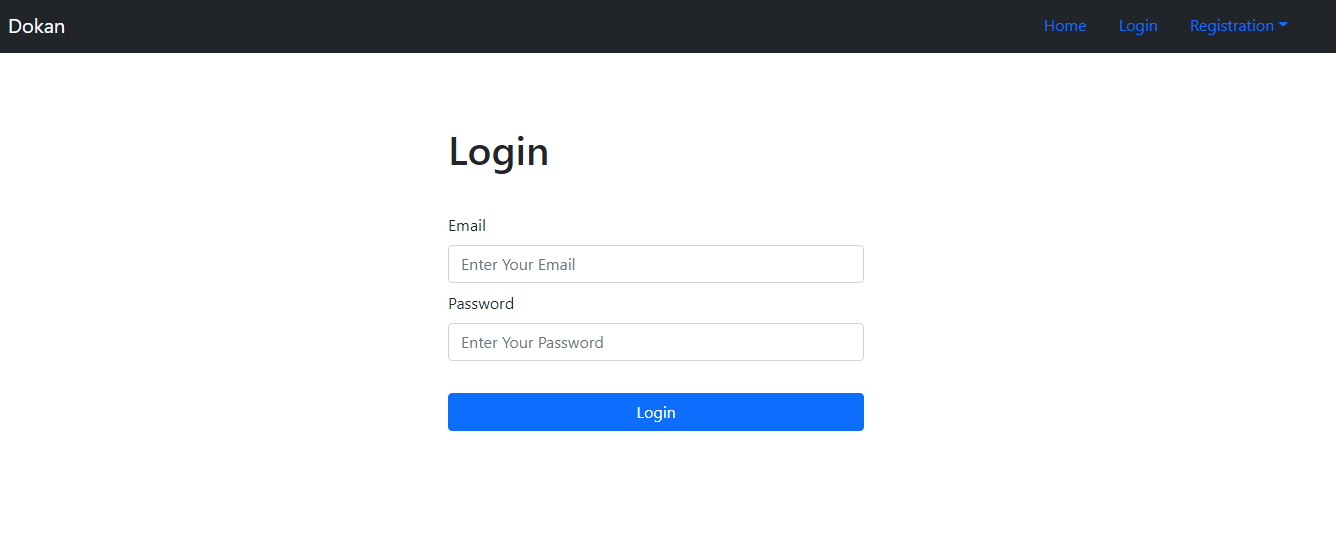 Dokan Home Login Registration
Login
Email
Enter Your Email
Password
Enter Your Password
Login